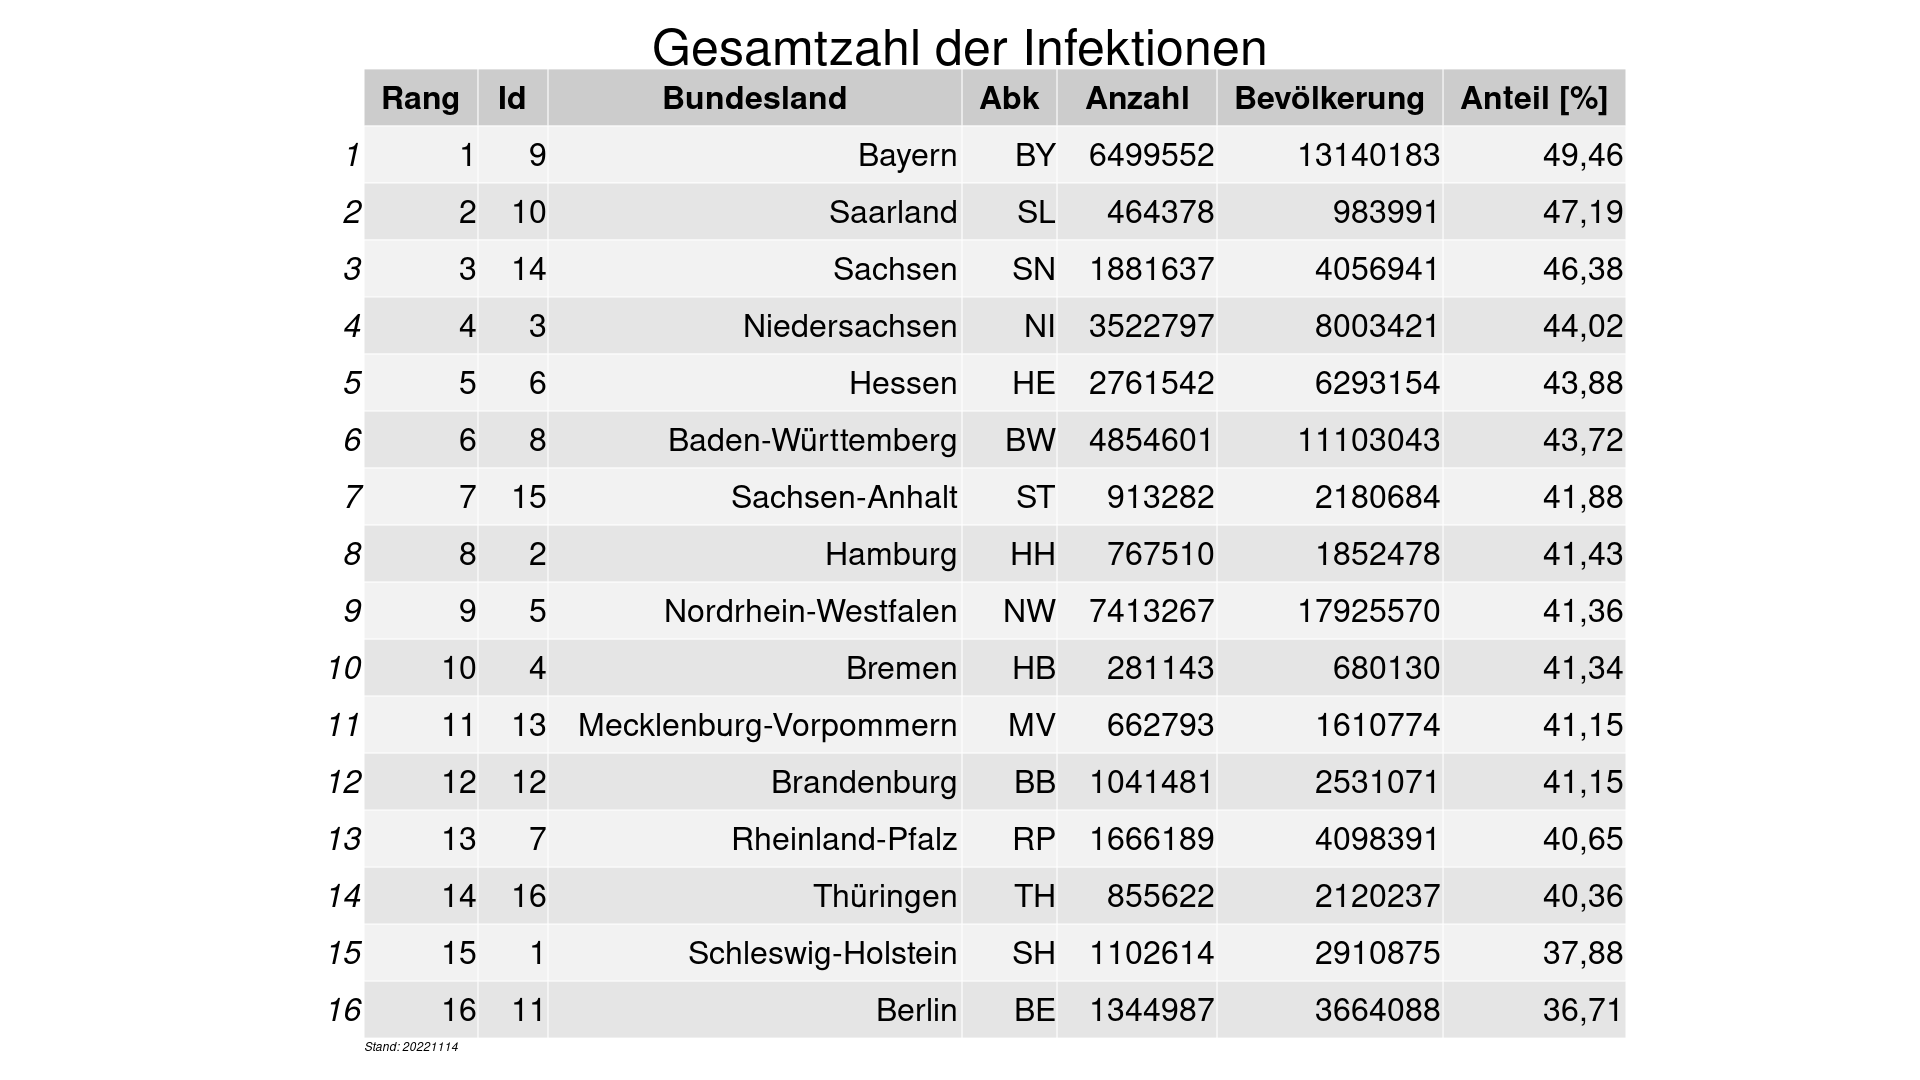 Gesamtzahl der Infektionen
Rang Id Bundesland Abk Anzahl Bevölkerung Anteil [%]
1 1 9 Bayern BY 6499552 13140183 49,46
2 2 10 Saarland SL 464378 983991 47,19
3 3 14 Sachsen SN 1881637 4056941 46,38
4 4 3 Niedersachsen NI 3522797 8003421 44,02
5 5 6 Hessen HE 2761542 6293154 43,88
6 6 8 Baden-Württemberg BW 4854601 11103043 43,72
7 7 15 Sachsen-Anhalt ST 913282 2180684 41,88
8 8 2 Hamburg HH 767510 1852478 41,43
9 9 5 Nordrhein-Westfalen NW 7413267 17925570 41,36
10 10 4 Bremen HB 281143 680130 41,34
11 11 13 Mecklenburg-Vorpommern MV 662793 1610774 41,15
12 12 12 Brandenburg BB 1041481 2531071 41,15
13 13 7 Rheinland-Pfalz RP 1666189 4098391 40,65
14 14 16 Thüringen TH 855622 2120237 40,36
15 15 1 Schleswig-Holstein SH 1102614 2910875 37,88
16 16 11 Berlin BE 1344987 3664088 36,71
Stand: 20221114